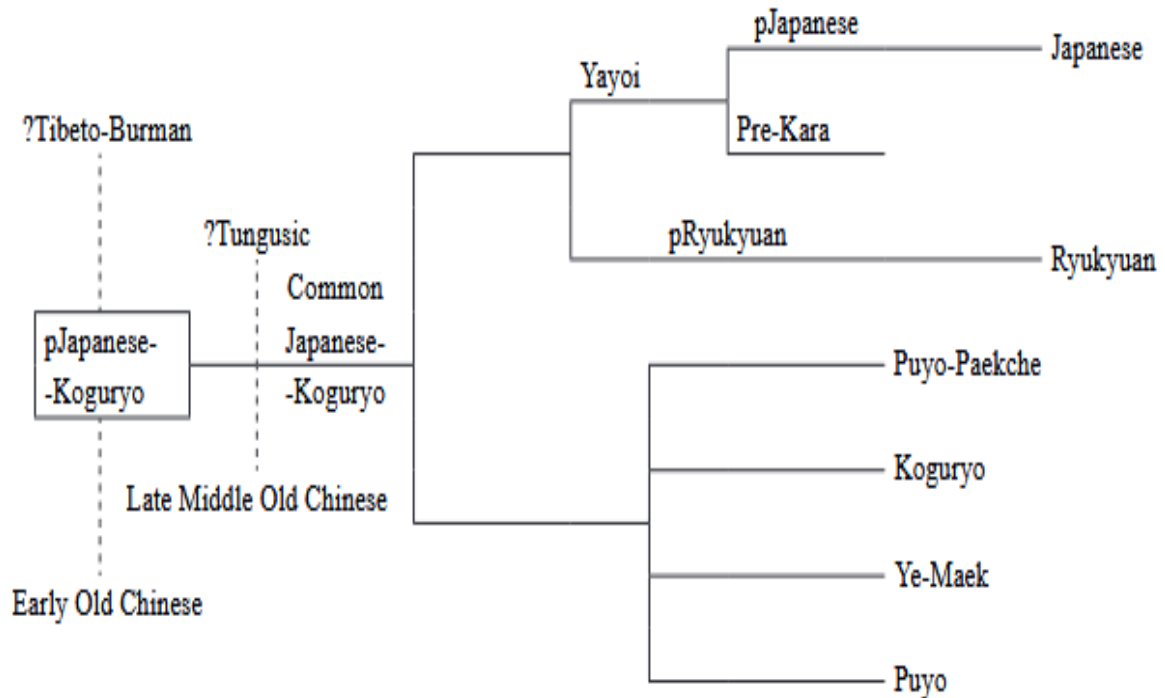 pJapanese
Japanese
Yayoi
?Tibeto-Burman
Pre-Kara
?Tungusic
pRyukyuan
Ryukyuan
Common
Japanese-
-Koguryo
pJapanese-
-Koguryo
Puyo-Paekche
Koguryo
Late Middle Old Chinese
Ye-Maek
Early Old Chinese
Puyo